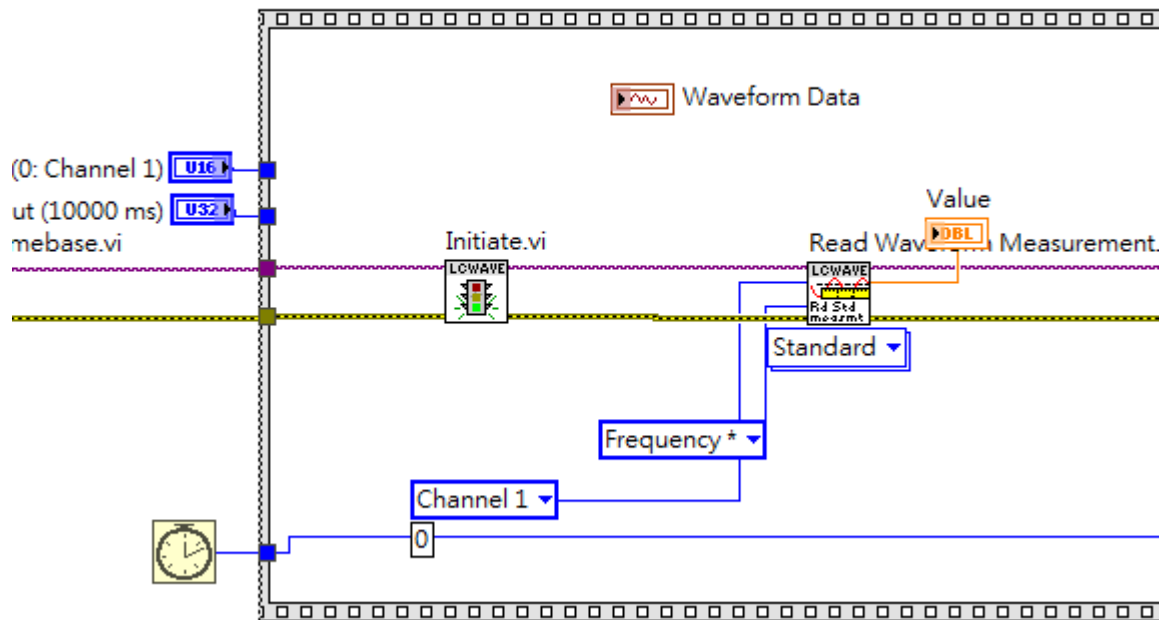 Waveform Data
(0: Channel 1)
U16
ut (10000 ms)
U32
mebase.vi
Value
DBL
Initiate.vi
Read Waveform Measurement.
LCWAVE
LCWAVE
Rd Std
measmt
Standard
Frequency *
Channel 1
0